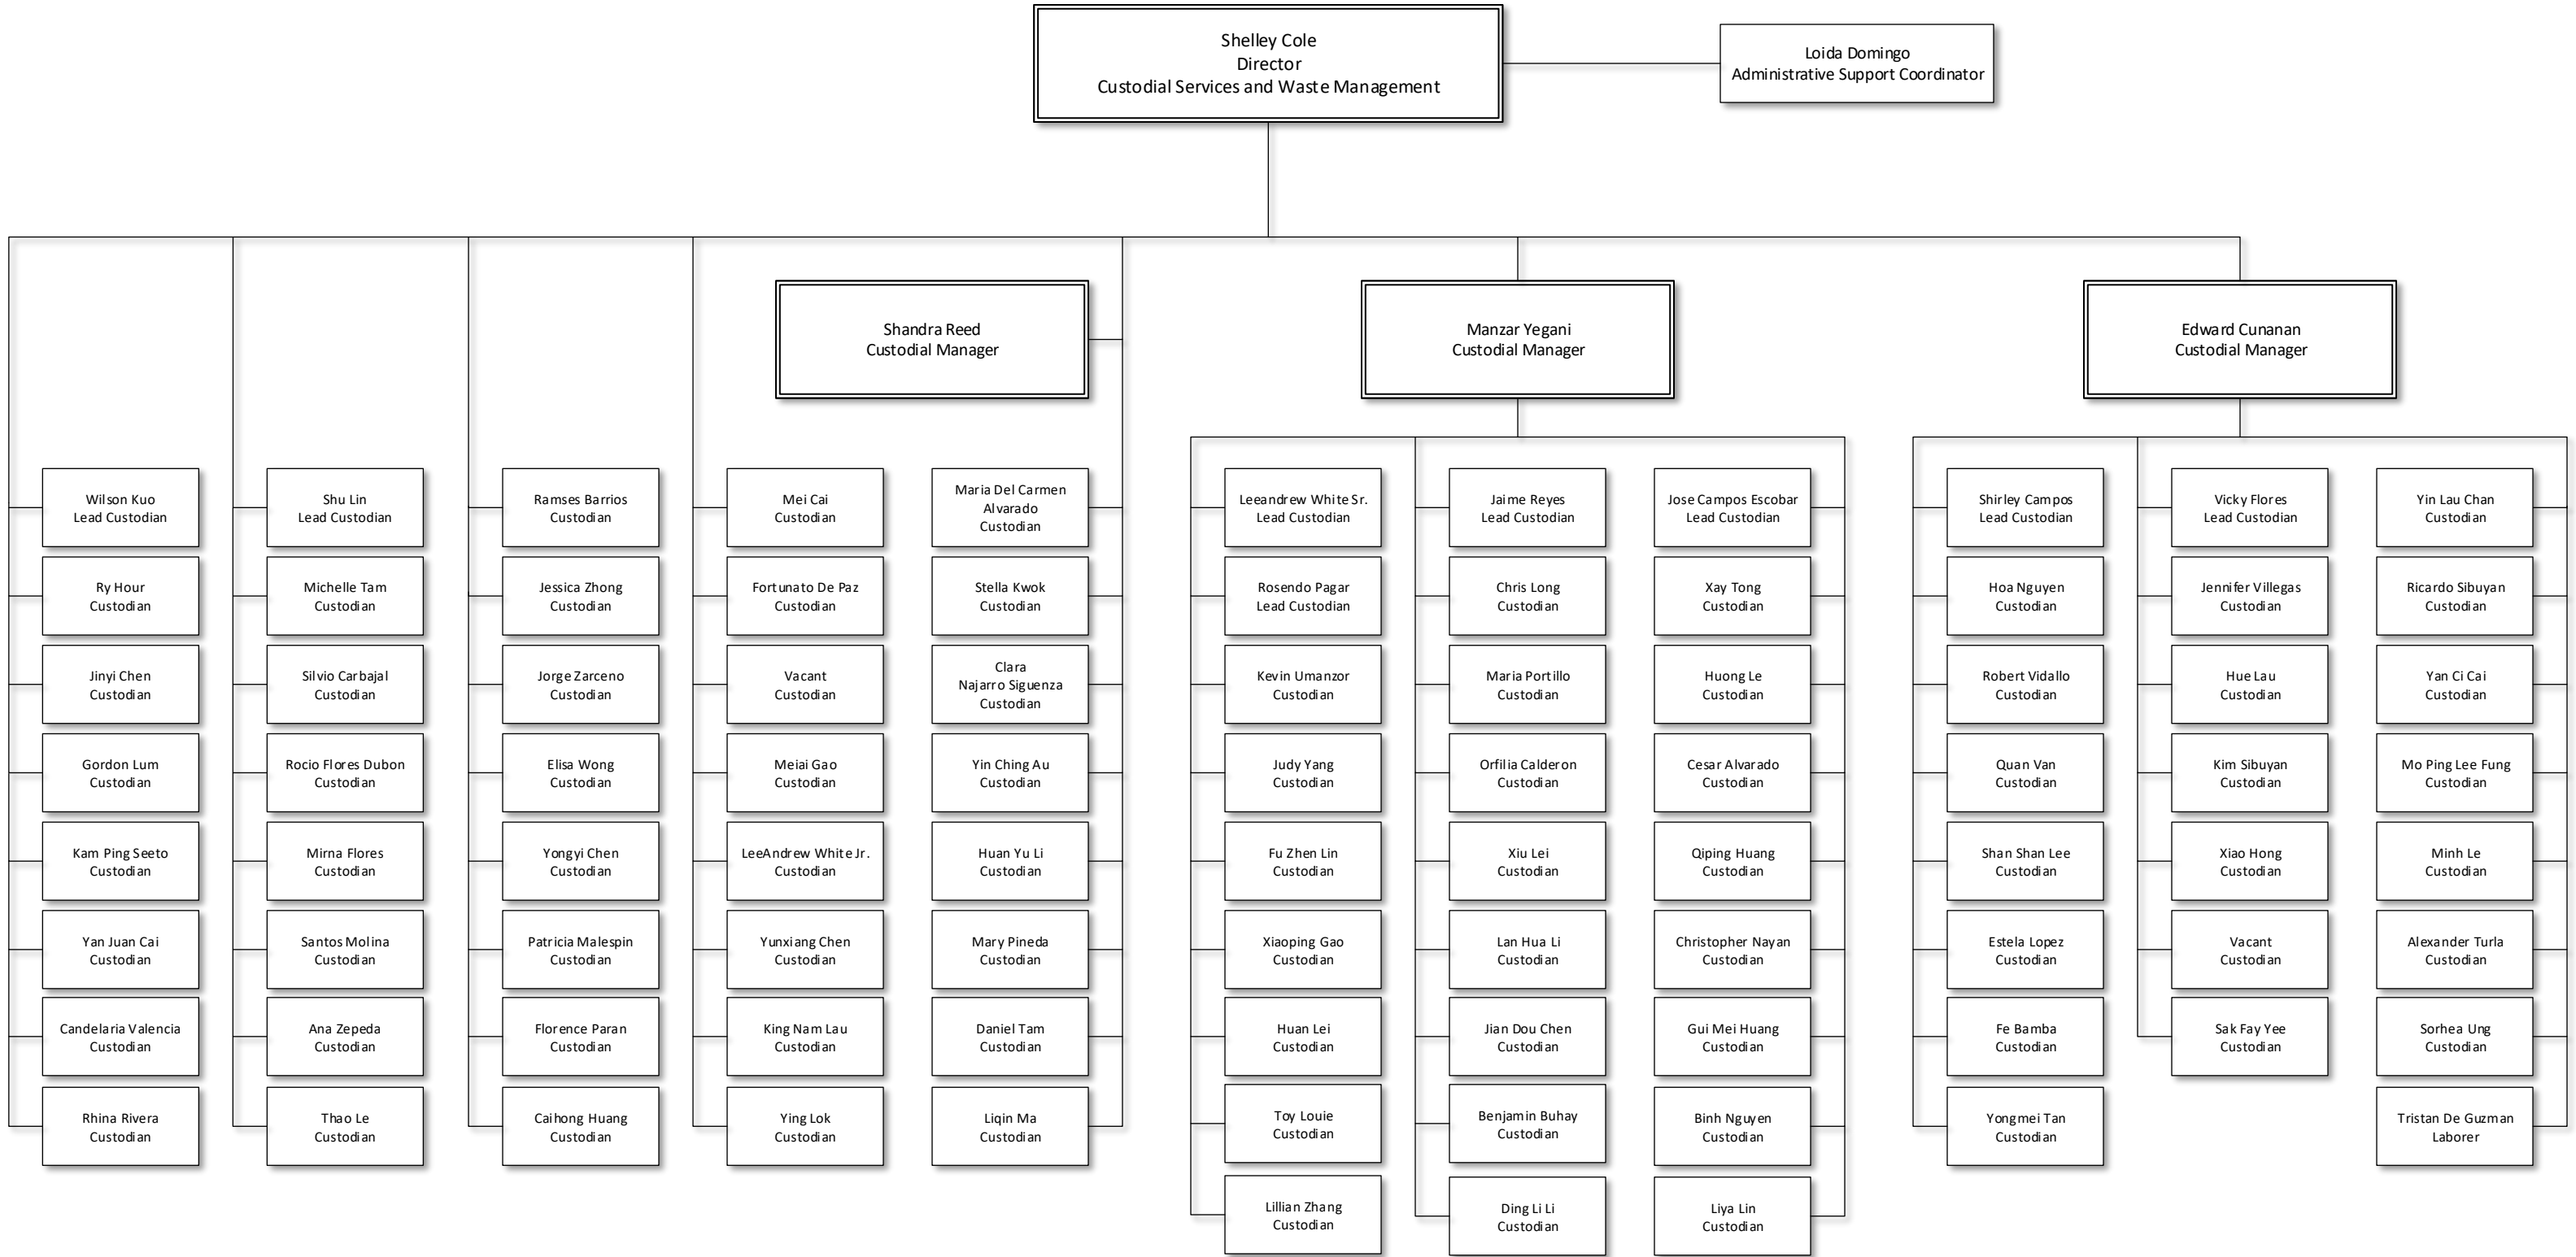 Shelley Cole
Director
Custodial Services and Waste Management
Loida Domingo
Administrative Support Coordinator
Shandra Reed
Custodial Manager
Manzar Yegani
Custodial Manager
Edward Cunanan
Custodial Manager
Wilson Kuo
Lead Custodian
Ry Hour
Custodian
Jinyi Chen
Custodian
Gordon Lum
Custodian
Kam Ping Seeto
Custodian
Yan Juan Cai
Custodian
Candelaria Valencia
Custodian
Rhina Rivera
Custodian
Shu Lin
Lead Custodian
Michelle Tam
Custodian
Silvio Carbajal
Custodian
Rocio Flores Dubon
Custodian
Mirna Flores
Custodian
Santos Molina
Custodian
Ana Zepeda
Custodian
Thao Le
Custodian
Ramses Barrios
Custodian
Jessica Zhong
Custodian
Jorge Zarceno
Custodian
Elisa Wong
Custodian
Yongyi Chen
Custodian
Patricia Malespin
Custodian
Florence Paran
Custodian
Caihong Huang
Custodian
Mei Cai
Custodian
Fortunato De Paz
Custodian
Vacant
Custodian
Meiai Gao
Custodian
LeeAndrew White Jr.
Custodian
Yunxiang Chen
Custodian
King Nam Lau
Custodian
Ying Lok
Custodian
Maria Del Carmen
Alvarado
Custodian
Stella Kwok
Custodian
Clara
Najarro Siguenza
Custodian
Yin Ching Au
Custodian
Huan Yu Li
Custodian
Mary Pineda
Custodian
Daniel Tam
Custodian
Liqin Ma
Custodian
Leeandrew White Sr.
Lead Custodian
Rosendo Pagar
Lead Custodian
Kevin Umanzor
Custodian
Judy Yang
Custodian
Fu Zhen Lin
Custodian
Xiaoping Gao
Custodian
Huan Lei
Custodian
Toy Louie
Custodian
Lillian Zhang
Custodian
Jaime Reyes
Lead Custodian
Chris Long
Custodian
Maria Portillo
Custodian
Orfilia Calderon
Custodian
Xiu Lei
Custodian
Lan Hua Li
Custodian
Jian Dou Chen
Custodian
Benjamin Buhay
Custodian
Ding Li Li
Custodian
Jose Campos Escobar
Lead Custodian
Xay Tong
Custodian
Huong Le
Custodian
Cesar Alvarado
Custodian
Qiping Huang
Custodian
Christopher Nayan
Custodian
Gui Mei Huang
Custodian
Binh Nguyen
Custodian
Liya Lin
Custodian
Shirley Campos
Lead Custodian
Hoa Nguyen
Custodian
Robert Vidallo
Custodian
Quan Van
Custodian
Shan Shan Lee
Custodian
Estela Lopez
Custodian
Fe Bamba
Custodian
Yongmei Tan
Custodian
Vicky Flores
Lead Custodian
Jennifer Villegas
Custodian
Hue Lau
Custodian
Kim Sibuyan
Custodian
Xiao Hong
Custodian
Vacant
Custodian
Sak Fay Yee
Custodian
Yin Lau Chan
Custodian
Ricardo Sibuyan
Custodian
Yan Ci Cai
Custodian
Mo Ping Lee Fung
Custodian
Minh Le
Custodian
Alexander Turla
Custodian
Sorhea Ung
Custodian
Tristan De Guzman
Laborer